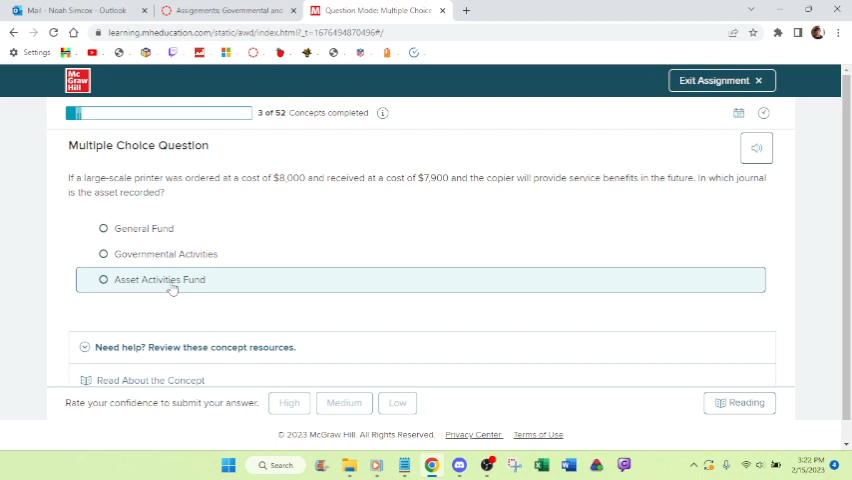 Mail - Noah Simcox - Outlook
Assignments: Governmental and
Question Mode: Multiple Choice
learning.mheducation.com/static/awd/index.html?_t=1676494870496#/
Settings
Mc
Graw
Hill
Exit Assignment
3 of 52 Concepts completed
Multiple Choice Question
If a large-scale printer was ordered at a cost of $8,000 and received at a cost of $7,900 and the copier will provide service benefits in the future. In which journal
is the asset recorded?
General Fund
Governmental Activities
Asset Activities Fund
Need help? Review these concept resources.
Read About the Concept
Rate your confidence to submit your answer.
High
Medium
Low
Reading
© 2023 McGraw Hill. All Rights Reserved.
Privacy Center
Terms of Use
Search
3:22 PM
2/15/2023
4